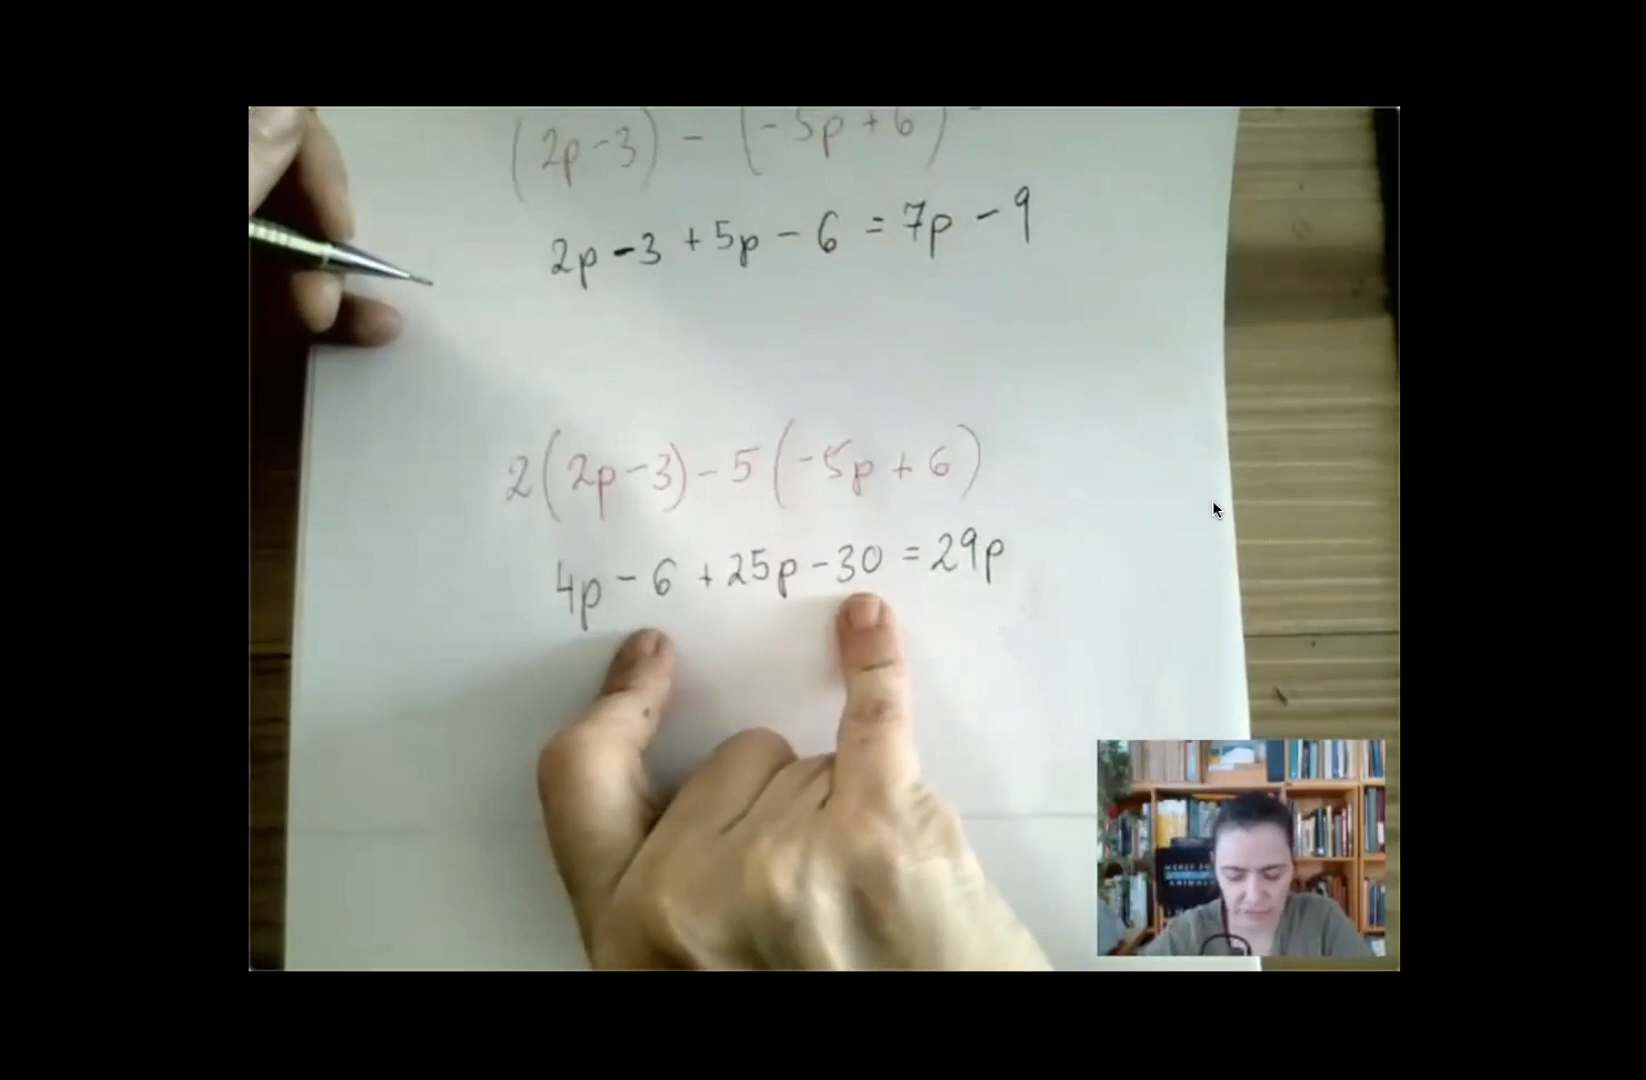 (2p-3) - (-5p+6)
2p-3 + 5p - 6 = 7p - 9
2(2p-3) - 5(-5p+6)
4p - 6 + 25p - 30 = 29p